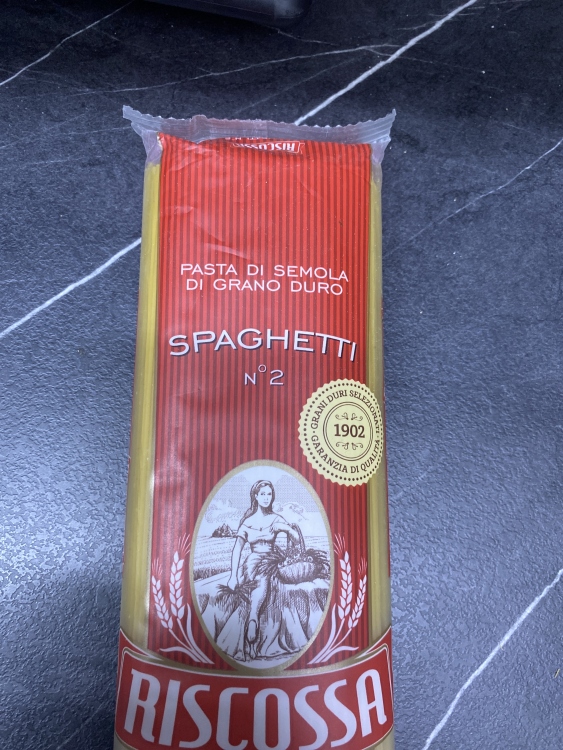 RISCOSSA
PASTA DI SEMOLA
DI GRANO DURO
SPAGHETTI
N° 2
GRANI DURI SELEZIONATI
1902
GARANZIA DI QUALITÀ
RISCOSSA